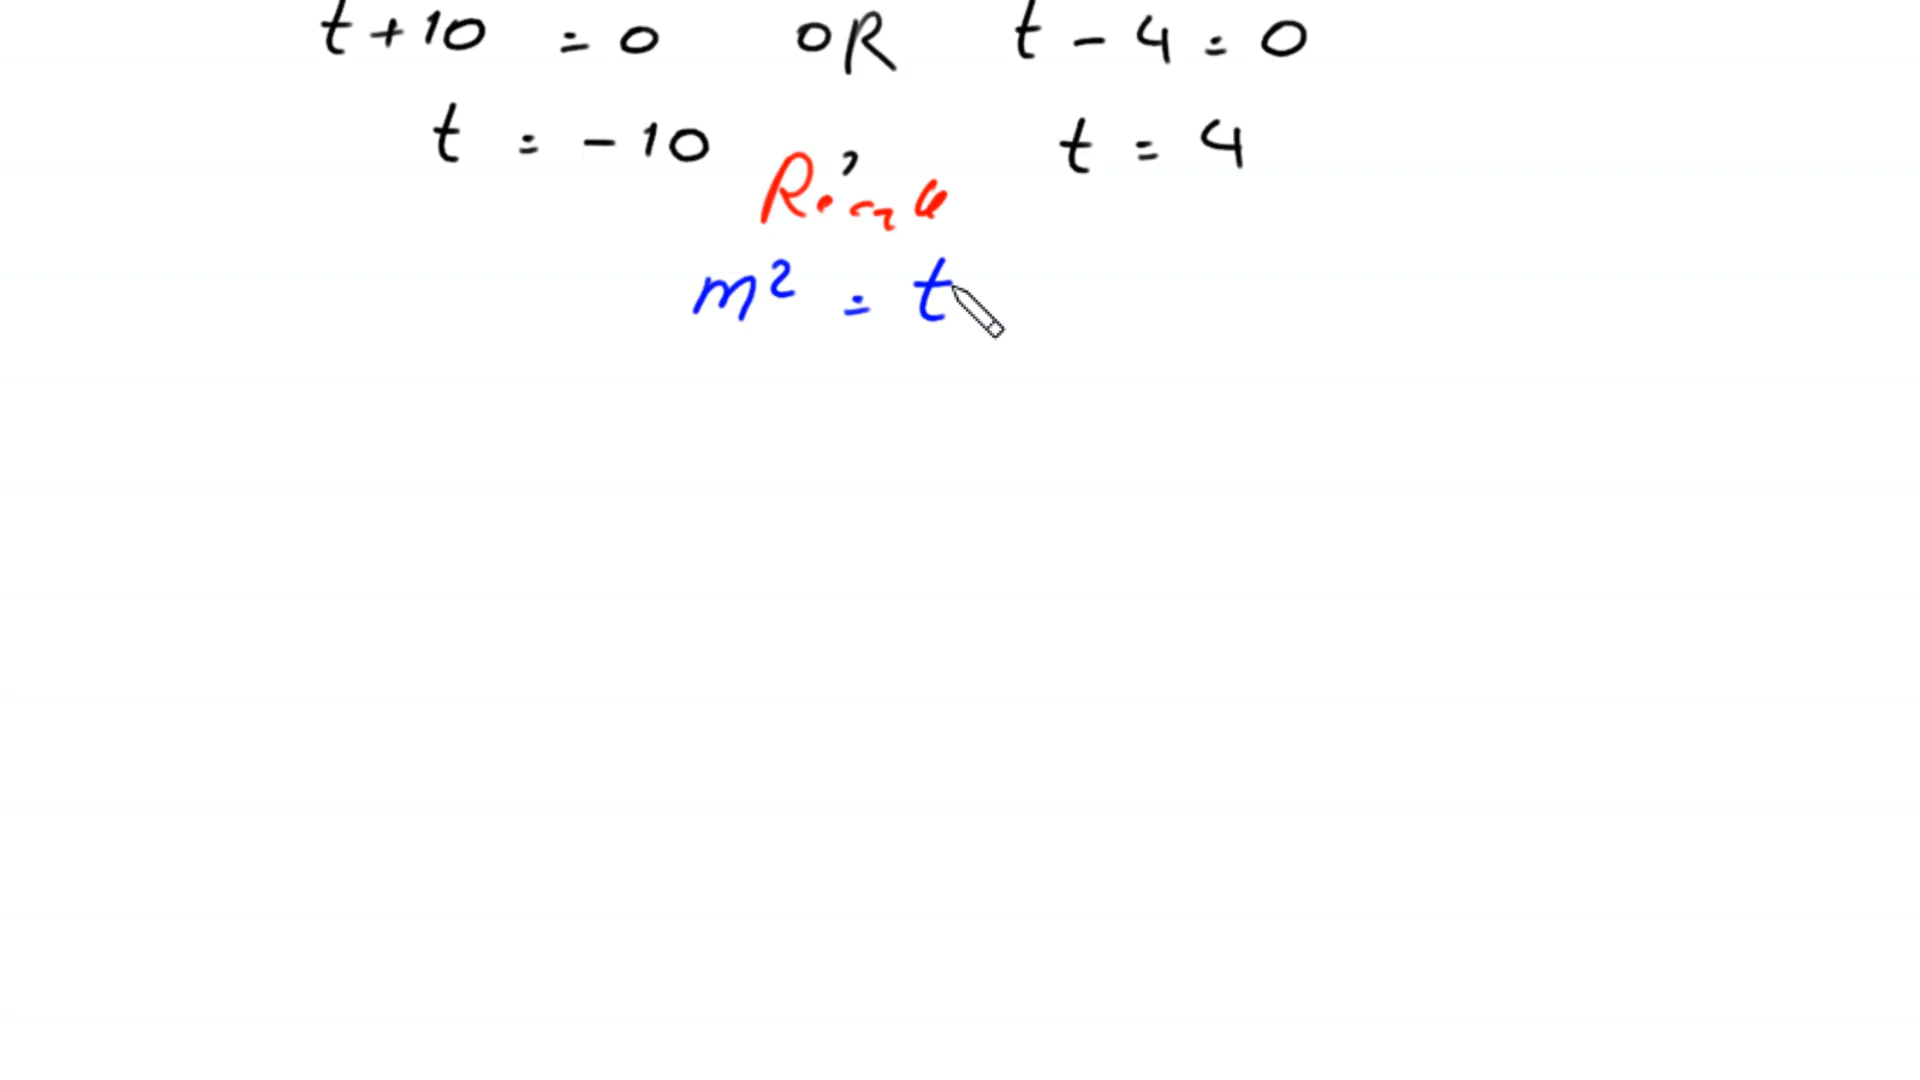 t + 10 = 0 OR t - 4 = 0
t = - 10 , t = 4
m² = t